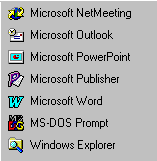 Microsoft NetMeeting
Microsoft Outlook
Microsoft PowerPoint
Microsoft Publisher
Microsoft Word
MS-DOS Prompt
Windows Explorer